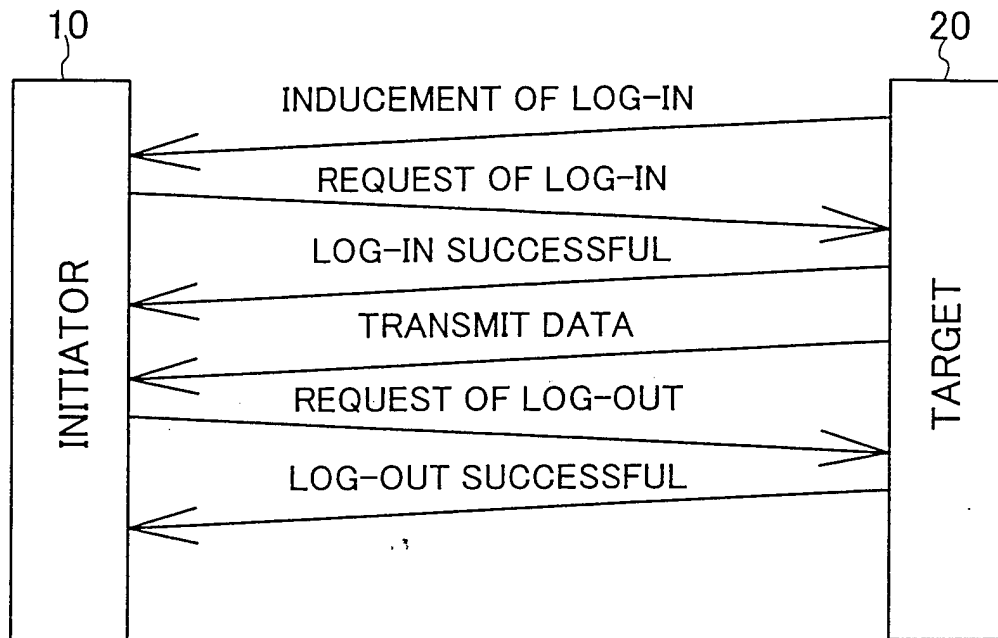 10
20
INDUCEMENT OF LOG-IN
REQUEST OF LOG-IN
LOG-IN SUCCESSFUL
TRANSMIT DATA
REQUEST OF LOG-OUT
LOG-OUT SUCCESSFUL
INITIATOR
TARGET